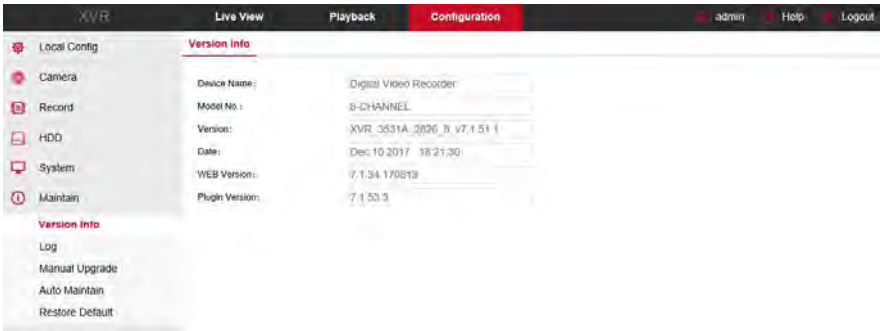 XVR Live View Playback Configuration admin Help Logout
Local Config
Camera
Record
HDD
System
Maintain
Version Info
Log
Manual Upgrade
Auto Maintain
Restore Default
Version Info
Device Name: Digital Video Recorder
Model No.: 8-CHANNEL
Version: XVR_3531A_2826_8_v7.1.51.1
Date: Dec 10 2017 18:21:30
WEB Version: 7.1.34.170813
Plugin Version: 7.1.53.3